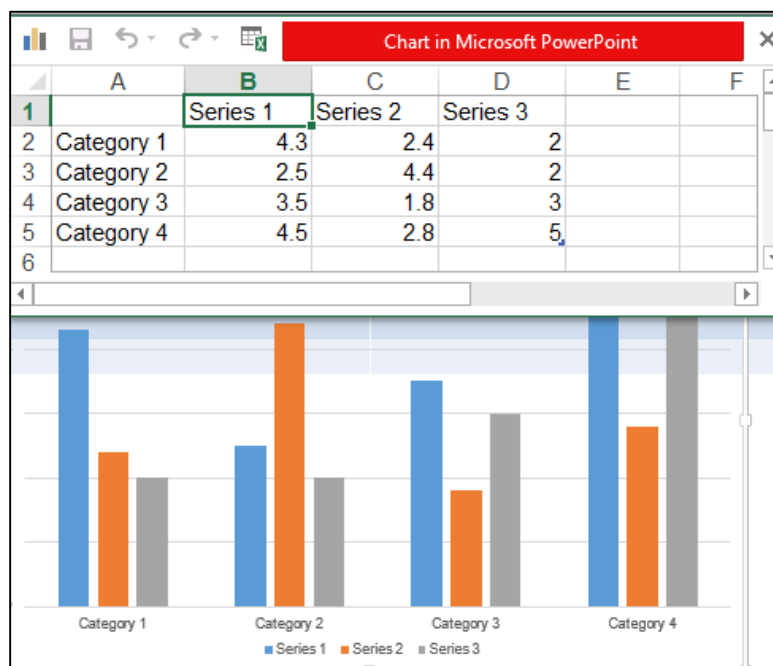 Chart in Microsoft PowerPoint
A B C D E F
1 Series 1 Series 2 Series 3
2 Category 1 4.3 2.4 2
3 Category 2 2.5 4.4 2
4 Category 3 3.5 1.8 3
5 Category 4 4.5 2.8 5
6
Category 1 Category 2 Category 3 Category 4
Series 1 Series 2 Series 3